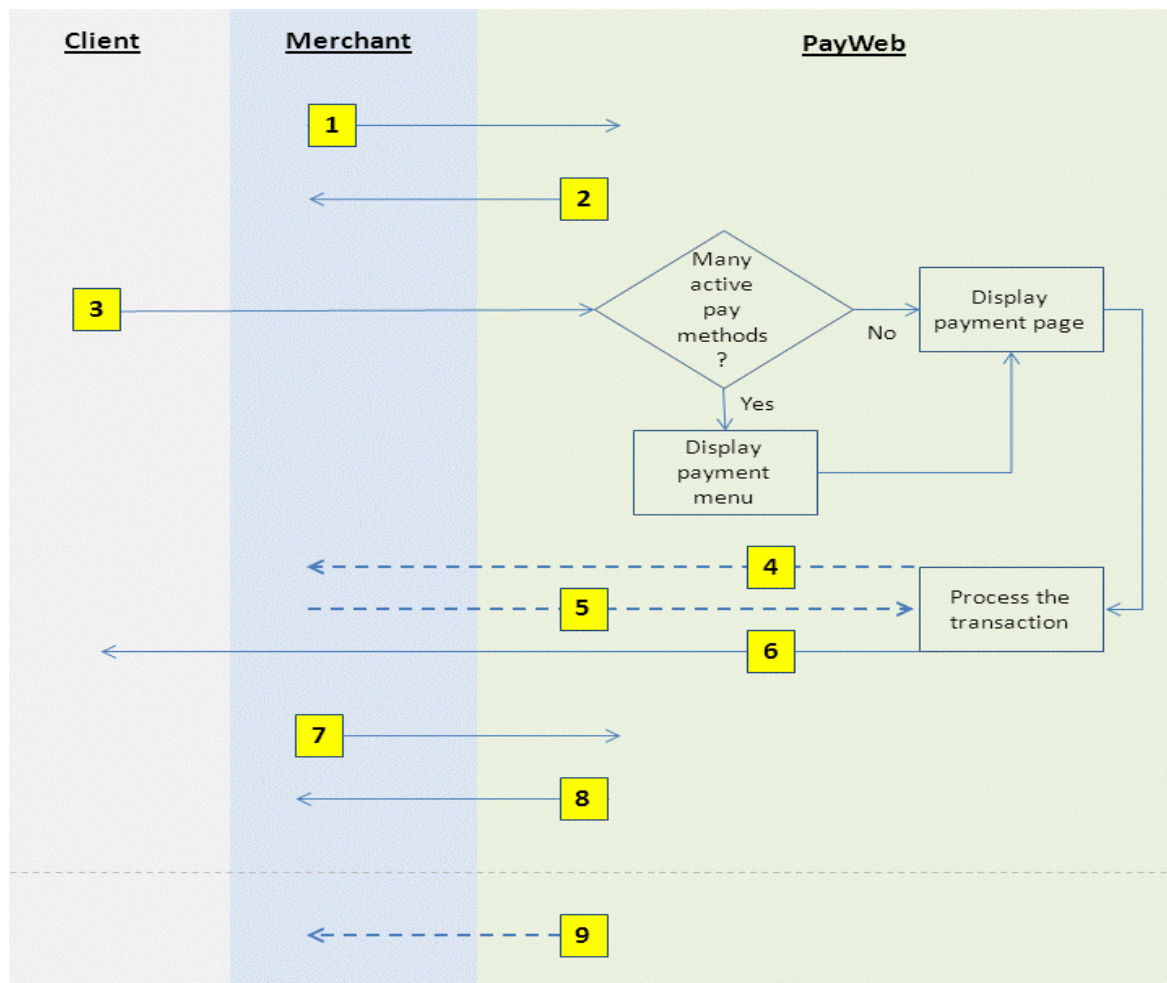 Client
Merchant
PayWeb
1
2
Many
active
pay
methods
?
3
Display
payment page
No
Yes
Display
payment
menu
4
5
Process the
transaction
6
7
8
9